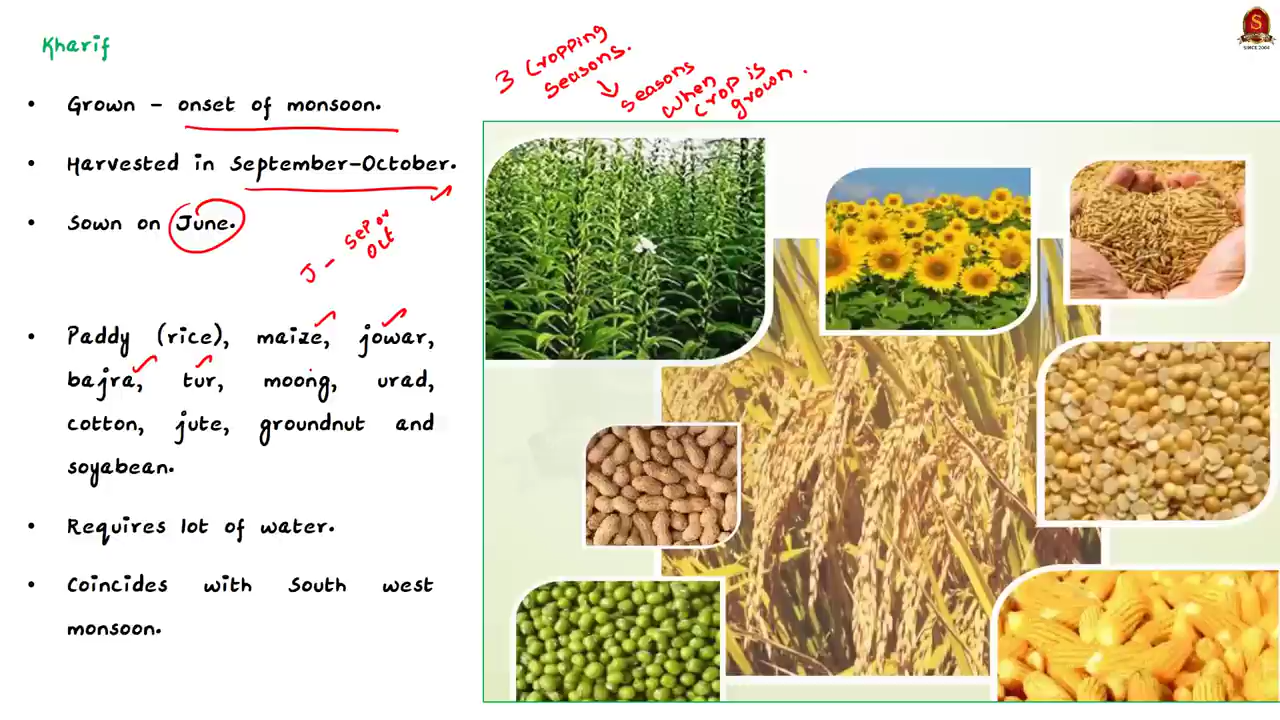 Kharif
3 Cropping
seasons.
seasons
when
crop is
grown.
• Grown - onset of monsoon.
• Harvested in September-October.
• Sown on June.
J - Sep or
Oct
• Paddy (rice), maize, jowar,
bajra, tur, moong, urad,
cotton, jute, groundnut and
soyabean.
• Requires lot of water.
• Coincides with South west
monsoon.
S
SINCE 2004